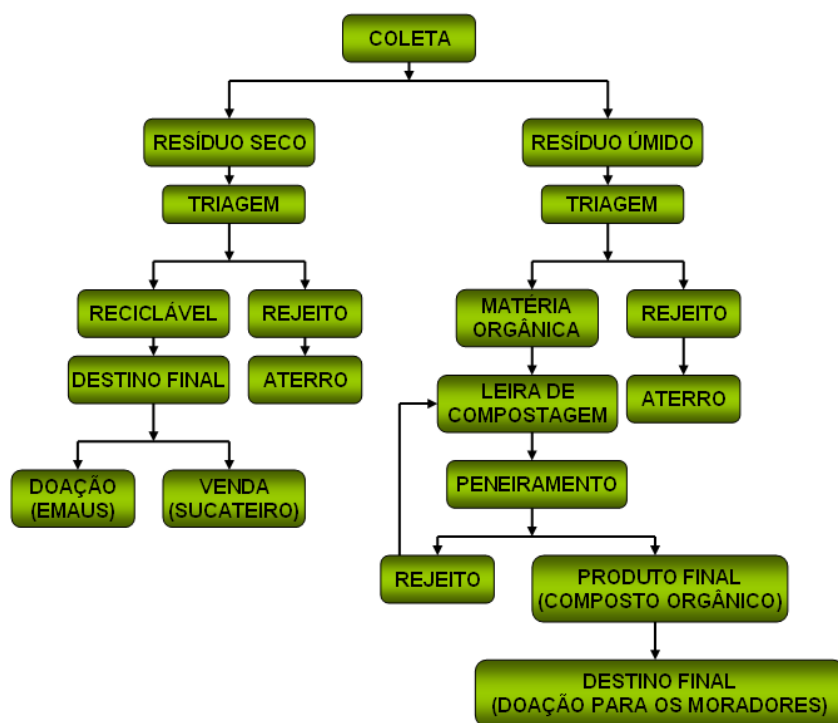 COLETA
RESÍDUO SECO
RESÍDUO ÚMIDO
TRIAGEM
TRIAGEM
RECICLÁVEL
REJEITO
MATÉRIA
ORGÂNICA
REJEITO
DESTINO FINAL
ATERRO
LEIRA DE
COMPOSTAGEM
ATERRO
DOAÇÃO
(EMAUS)
VENDA
(SUCATEIRO)
PENEIRAMENTO
REJEITO
PRODUTO FINAL
(COMPOSTO ORGÂNICO)
DESTINO FINAL
(DOAÇÃO PARA OS MORADORES)